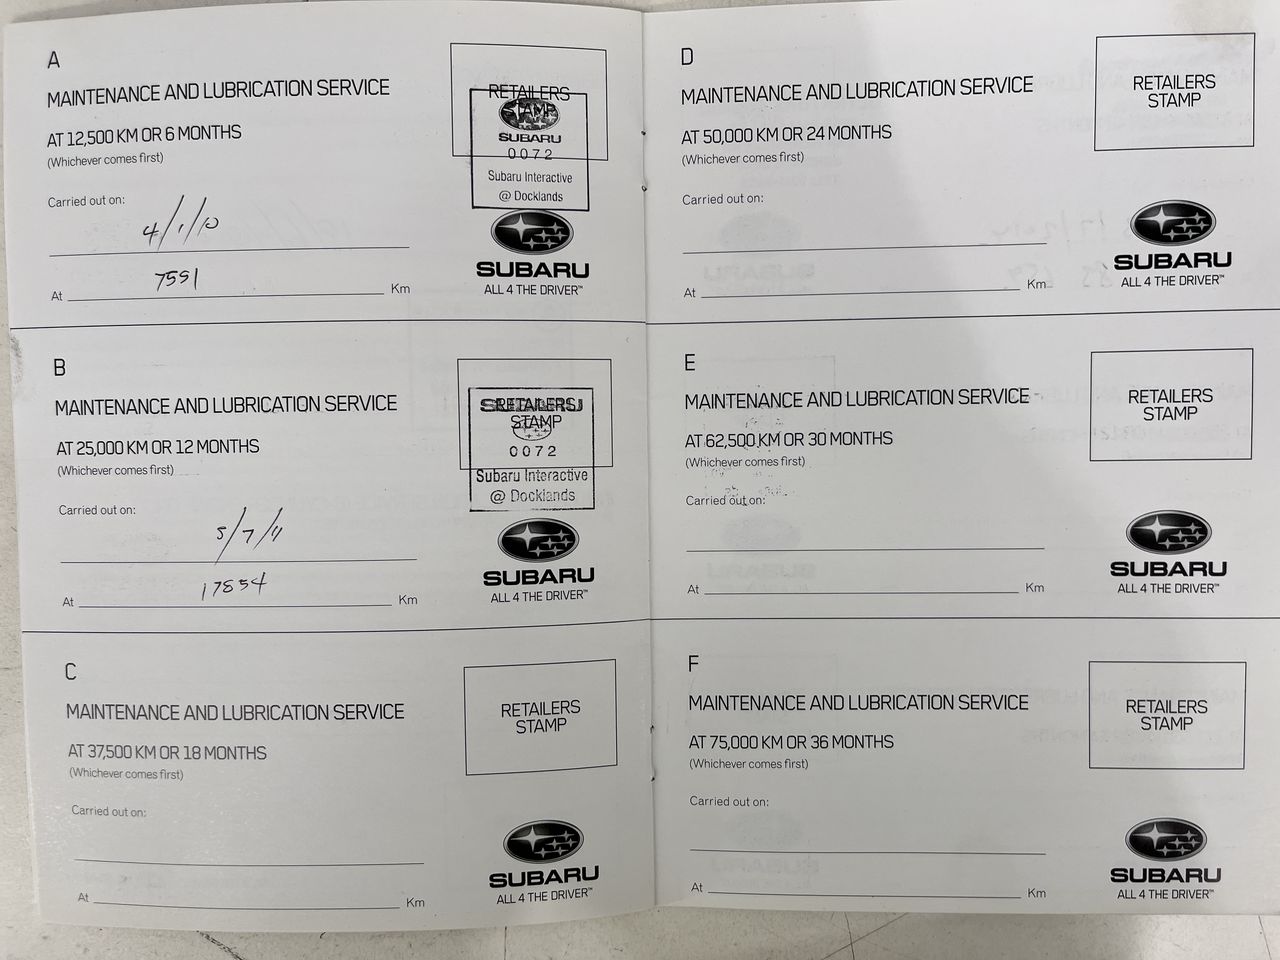 A
MAINTENANCE AND LUBRICATION SERVICE
AT 12,500 KM OR 6 MONTHS
(Whichever comes first)
Carried out on:
4/1/10
At 7591 Km
RETAILERS
STAMP
SUBARU
0072
Subaru Interactive
@ Docklands
SUBARU
ALL 4 THE DRIVER™
B
MAINTENANCE AND LUBRICATION SERVICE
AT 25,000 KM OR 12 MONTHS
(Whichever comes first)
Carried out on:
5/7/11
At 17854 Km
RETAILERS
STAMP
SUBARU
0072
Subaru Interactive
@ Docklands
SUBARU
ALL 4 THE DRIVER™
C
MAINTENANCE AND LUBRICATION SERVICE
AT 37,500 KM OR 18 MONTHS
(Whichever comes first)
Carried out on:
At Km
RETAILERS
STAMP
SUBARU
ALL 4 THE DRIVER™
D
MAINTENANCE AND LUBRICATION SERVICE
AT 50,000 KM OR 24 MONTHS
(Whichever comes first)
Carried out on:
At Km
RETAILERS
STAMP
SUBARU
ALL 4 THE DRIVER™
E
MAINTENANCE AND LUBRICATION SERVICE
AT 62,500 KM OR 30 MONTHS
(Whichever comes first)
Carried out on:
At Km
RETAILERS
STAMP
SUBARU
ALL 4 THE DRIVER™
F
MAINTENANCE AND LUBRICATION SERVICE
AT 75,000 KM OR 36 MONTHS
(Whichever comes first)
Carried out on:
At Km
RETAILERS
STAMP
SUBARU
ALL 4 THE DRIVER™